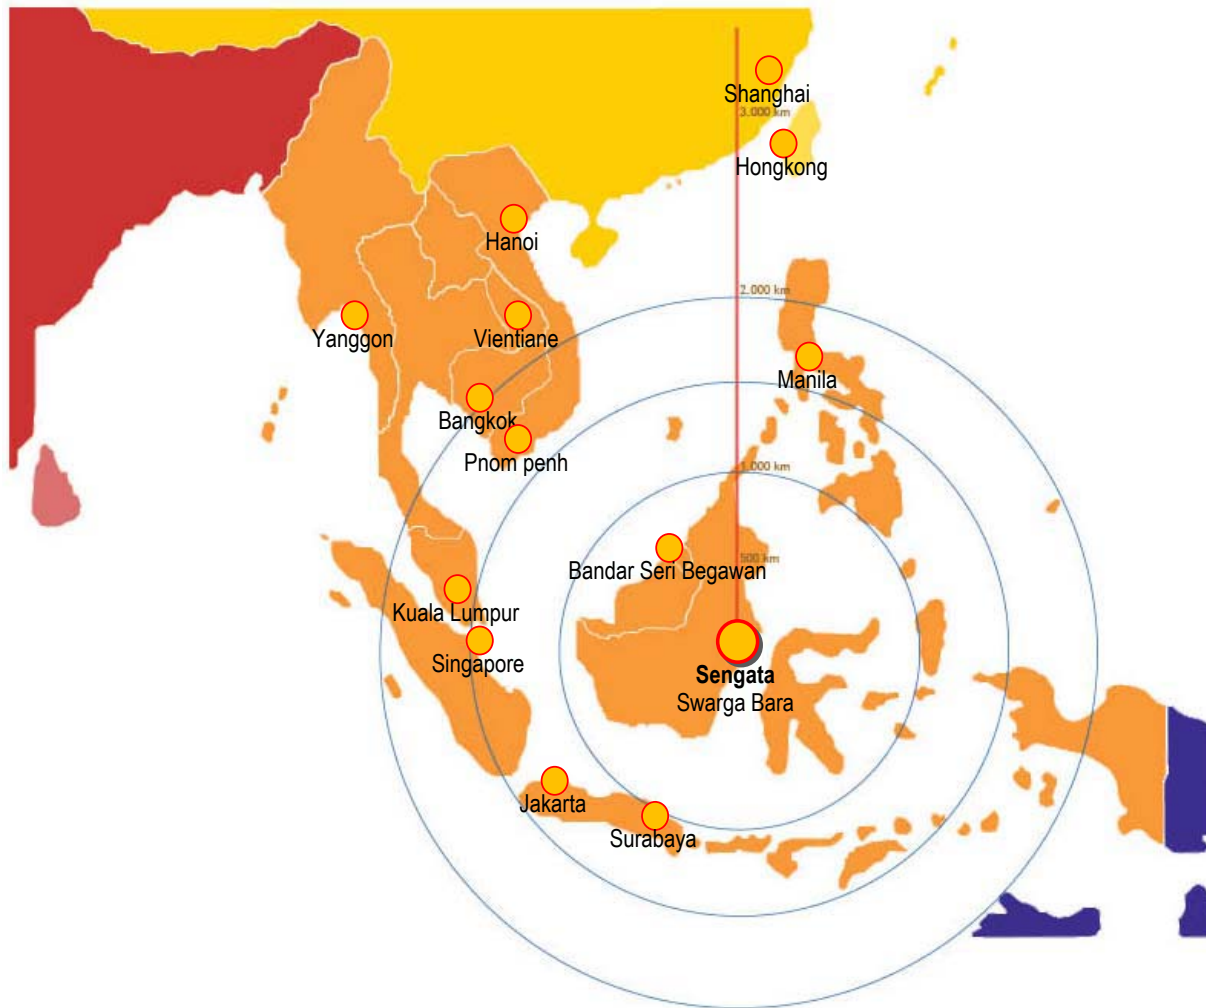 Shanghai
3.000 km
Hongkong
Hanoi
2.000 km
Yanggon
Vientiane
Manila
Bangkok
Pnom penh
1.000 km
500 km
Bandar Seri Begawan
Kuala Lumpur
Singapore
Sengata
Swarga Bara
Jakarta
Surabaya